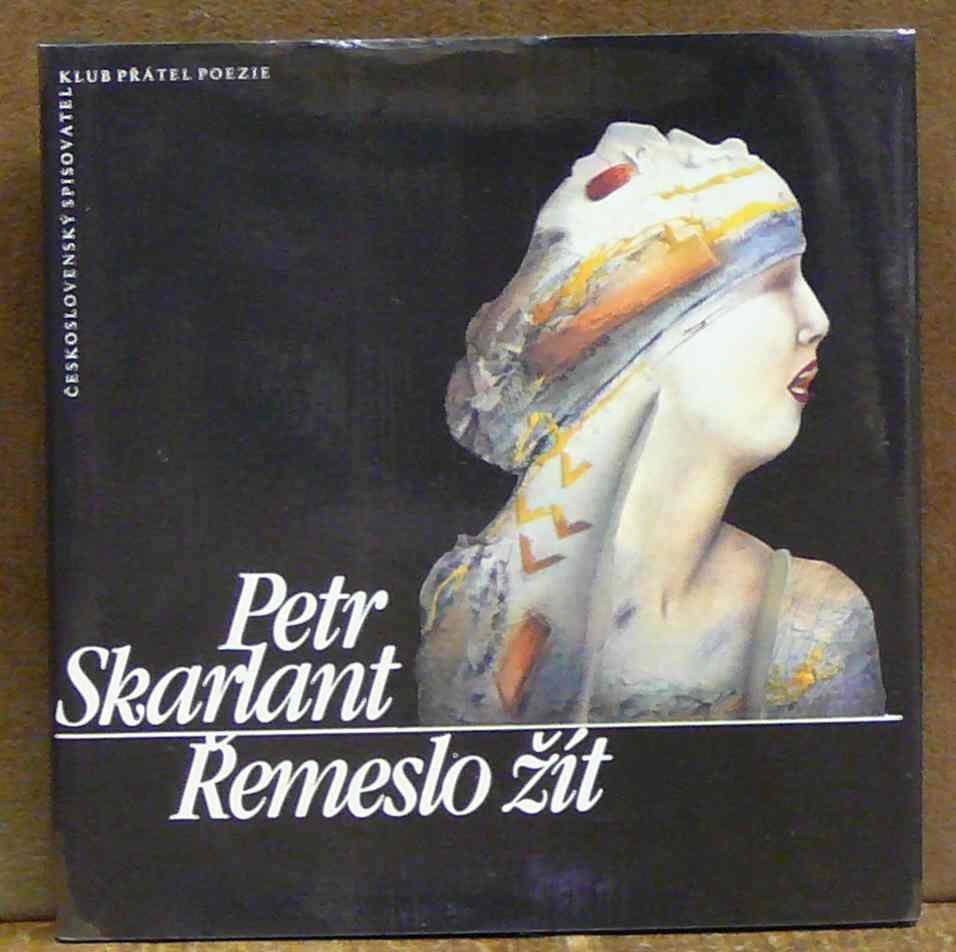 KLUB PŘÁTEL POEZIE
ČESKOSLOVENSKÝ SPISOVATEL
Petr
Skarlant
Řemeslo žít